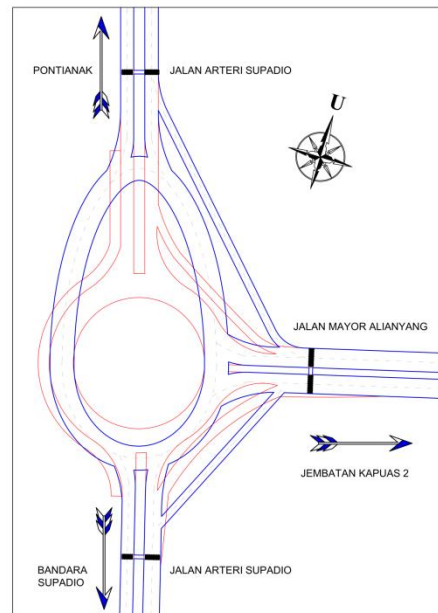 PONTIANAK
JALAN ARTERI SUPADIO
U
JALAN MAYOR ALIANYANG
JEMBATAN KAPUAS 2
BANDARA
SUPADIO
JALAN ARTERI SUPADIO